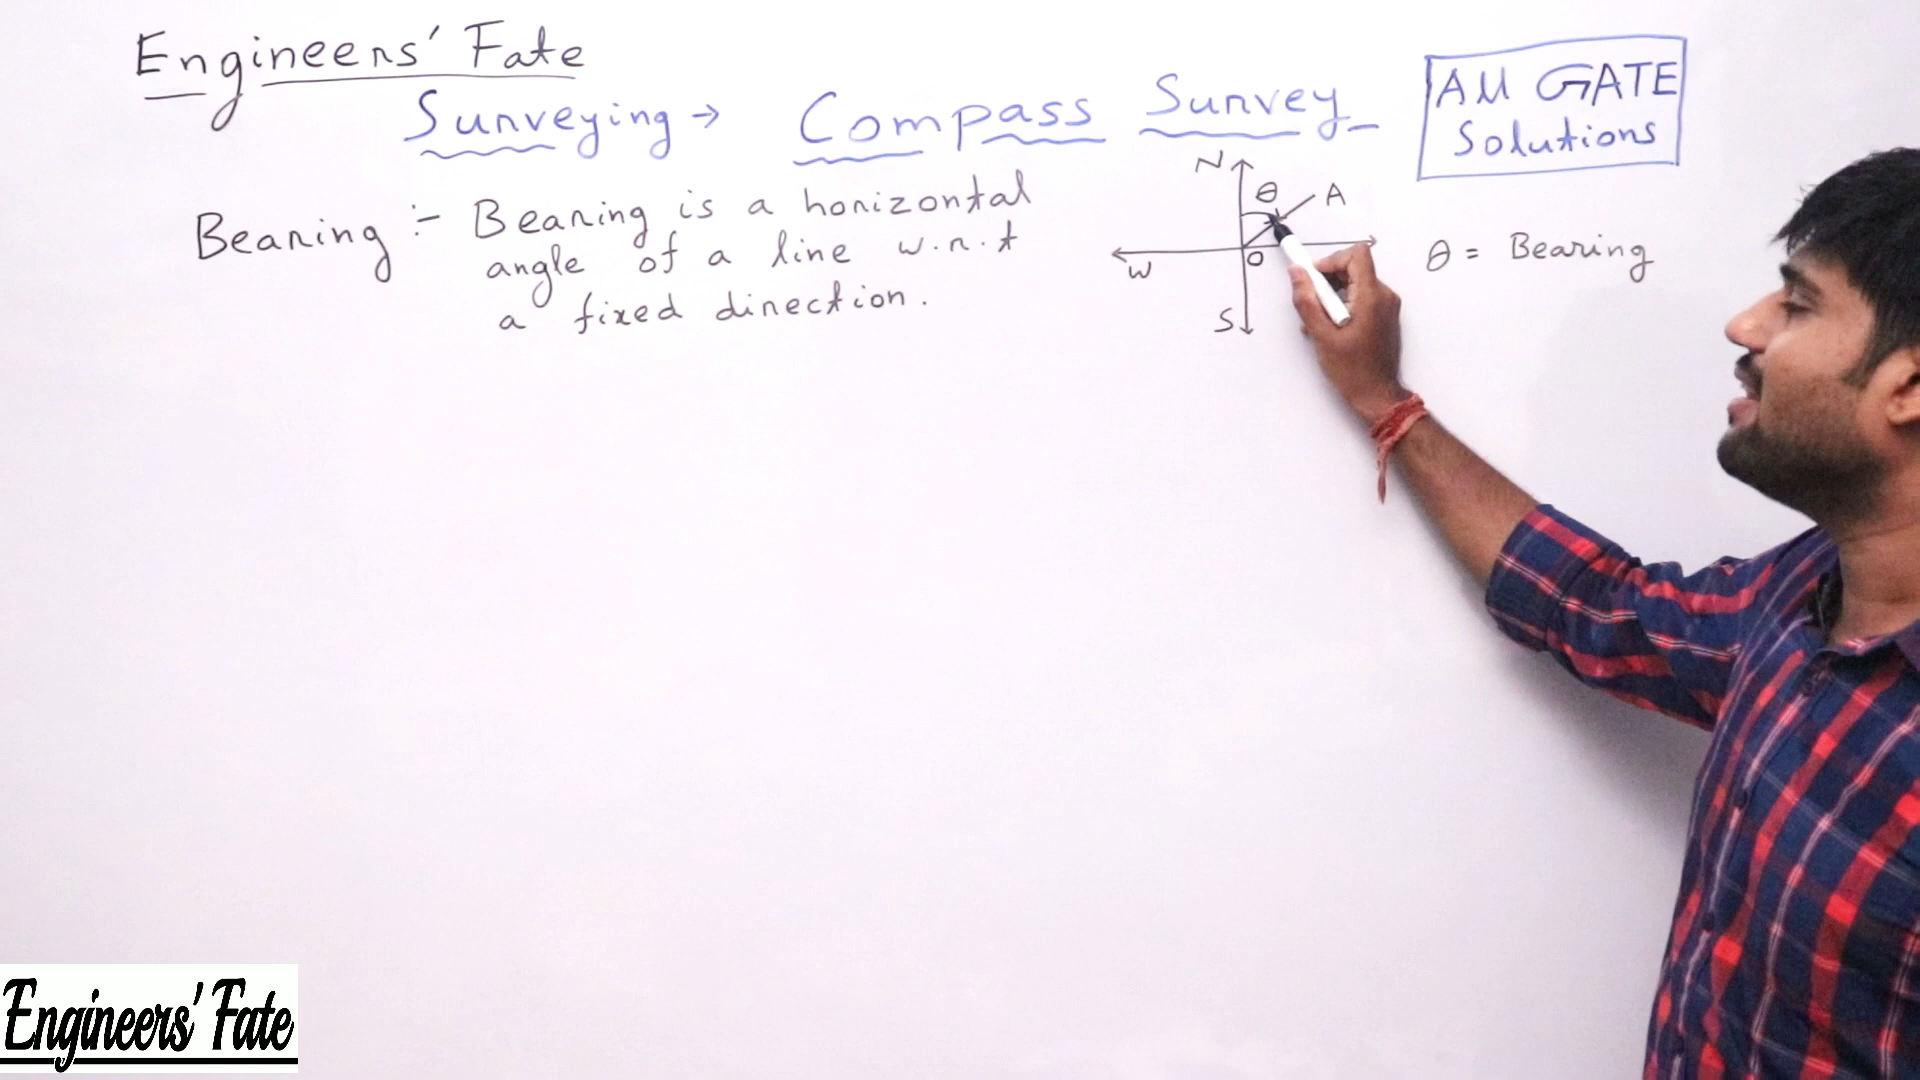 Engineers' Fate
Surveying → Compass Survey
AM GATE
Solutions
Bearing :- Bearing is a horizontal
angle of a line w.r.t
a fixed direction.
N
θ
A
W
O
S
θ = Bearing
Engineers' Fate